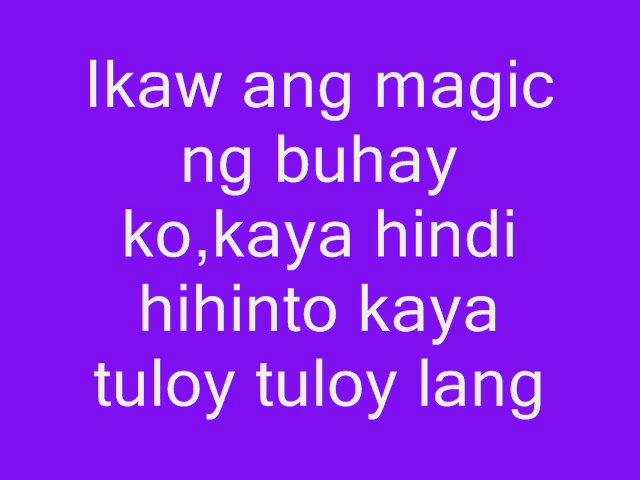 Ikaw ang magic
ng buhay
ko,kaya hindi
hihinto kaya
tuloy tuloy lang